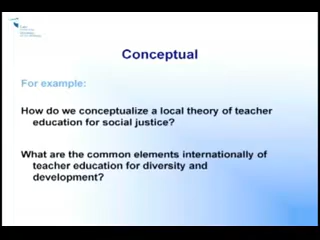 Conceptual
For example:
How do we conceptualize a local theory of teacher
education for social justice?
What are the common elements internationally of
teacher education for diversity and
development?